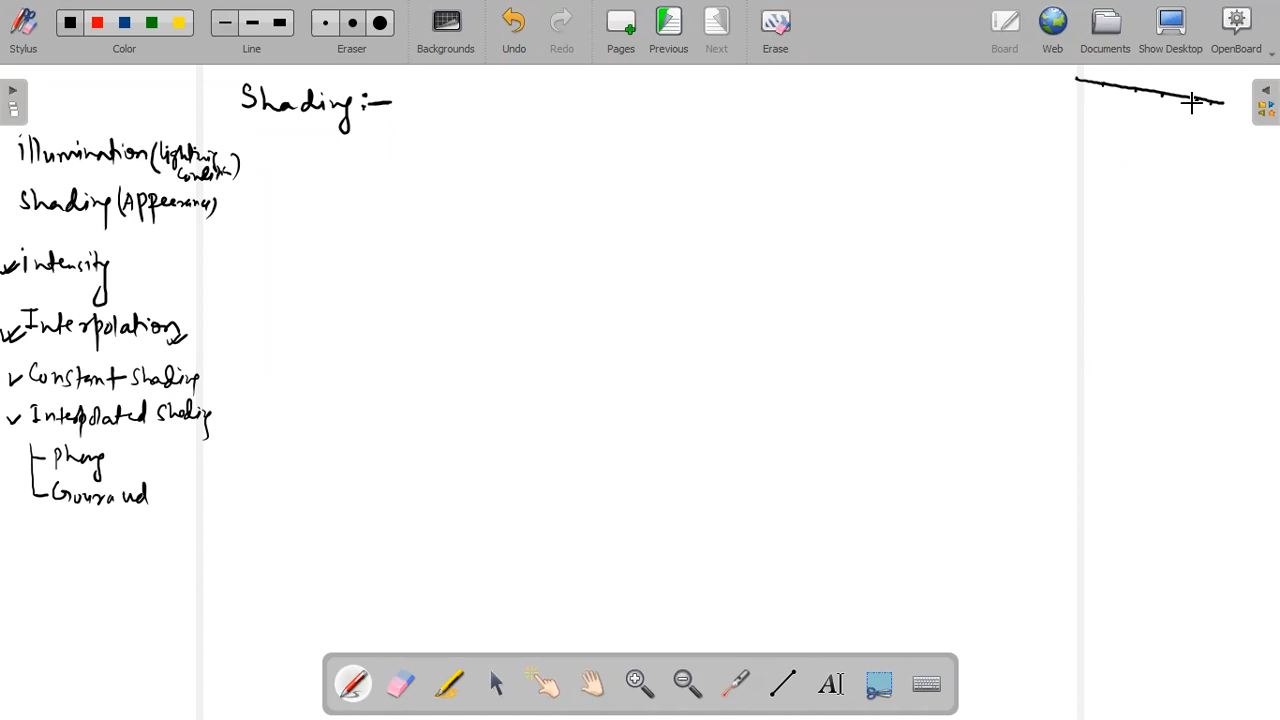 Stylus
Color
Line
Eraser
Backgrounds
Undo
Redo
Pages
Previous
Next
Erase
Board
Web
Documents
Show Desktop
OpenBoard
Shading :-
illumination (lighting
Shading (Appearance)
intensity
Interpolation
Constant shading
Interpolated shading
Phong
Gouraud
AI